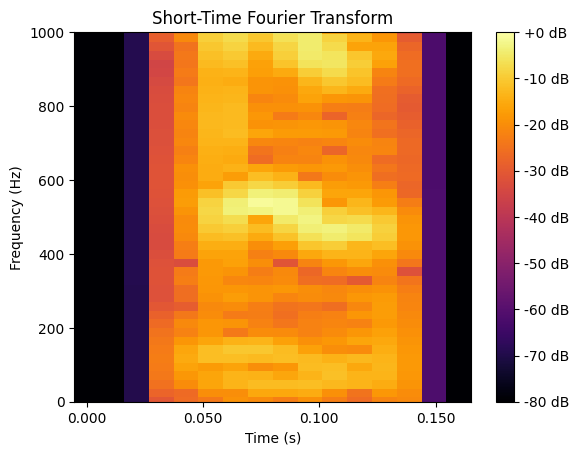 Short-Time Fourier Transform
1000
800
600
400
200
0
Frequency (Hz)
0.000
0.050
0.100
0.150
Time (s)
+0 dB
-10 dB
-20 dB
-30 dB
-40 dB
-50 dB
-60 dB
-70 dB
-80 dB